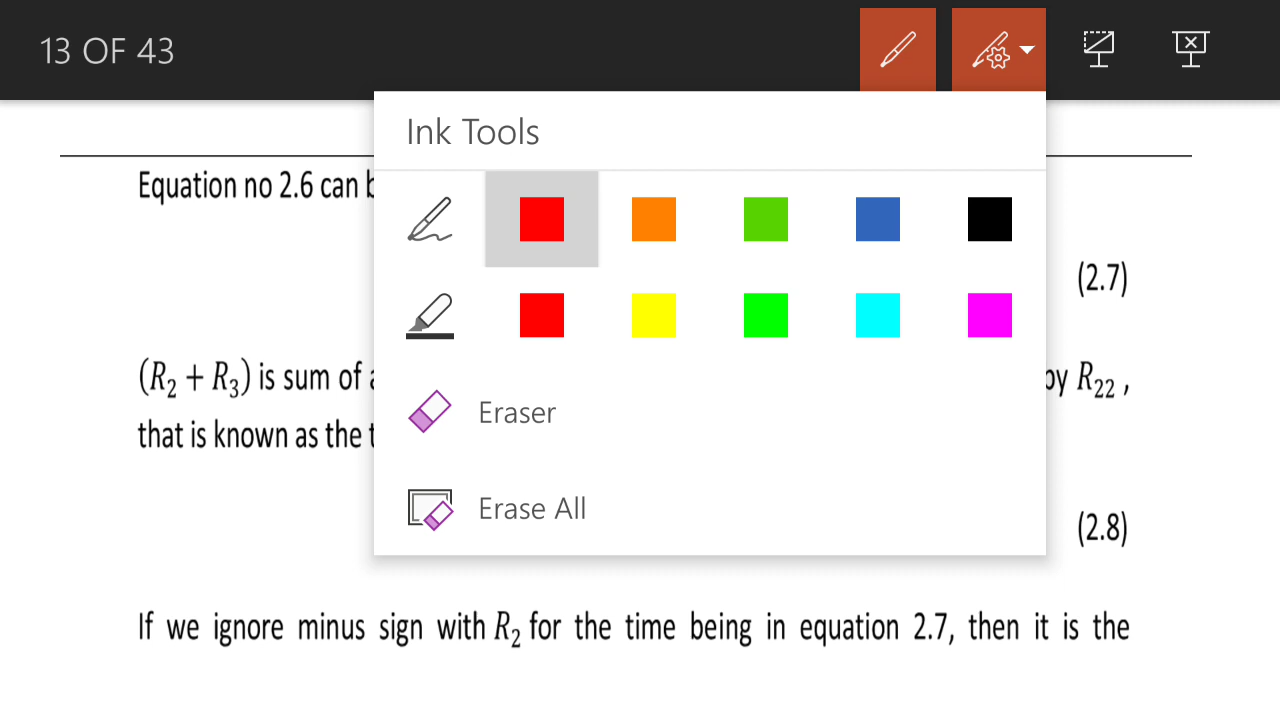 13 OF 43
Ink Tools
Equation no 2.6 can
(2.7)
(R₂ + R₃) is sum of
by R₂₂ ,
that is known as the
Eraser
Erase All
(2.8)
If we ignore minus sign with R₂ for the time being in equation 2.7, then it is the